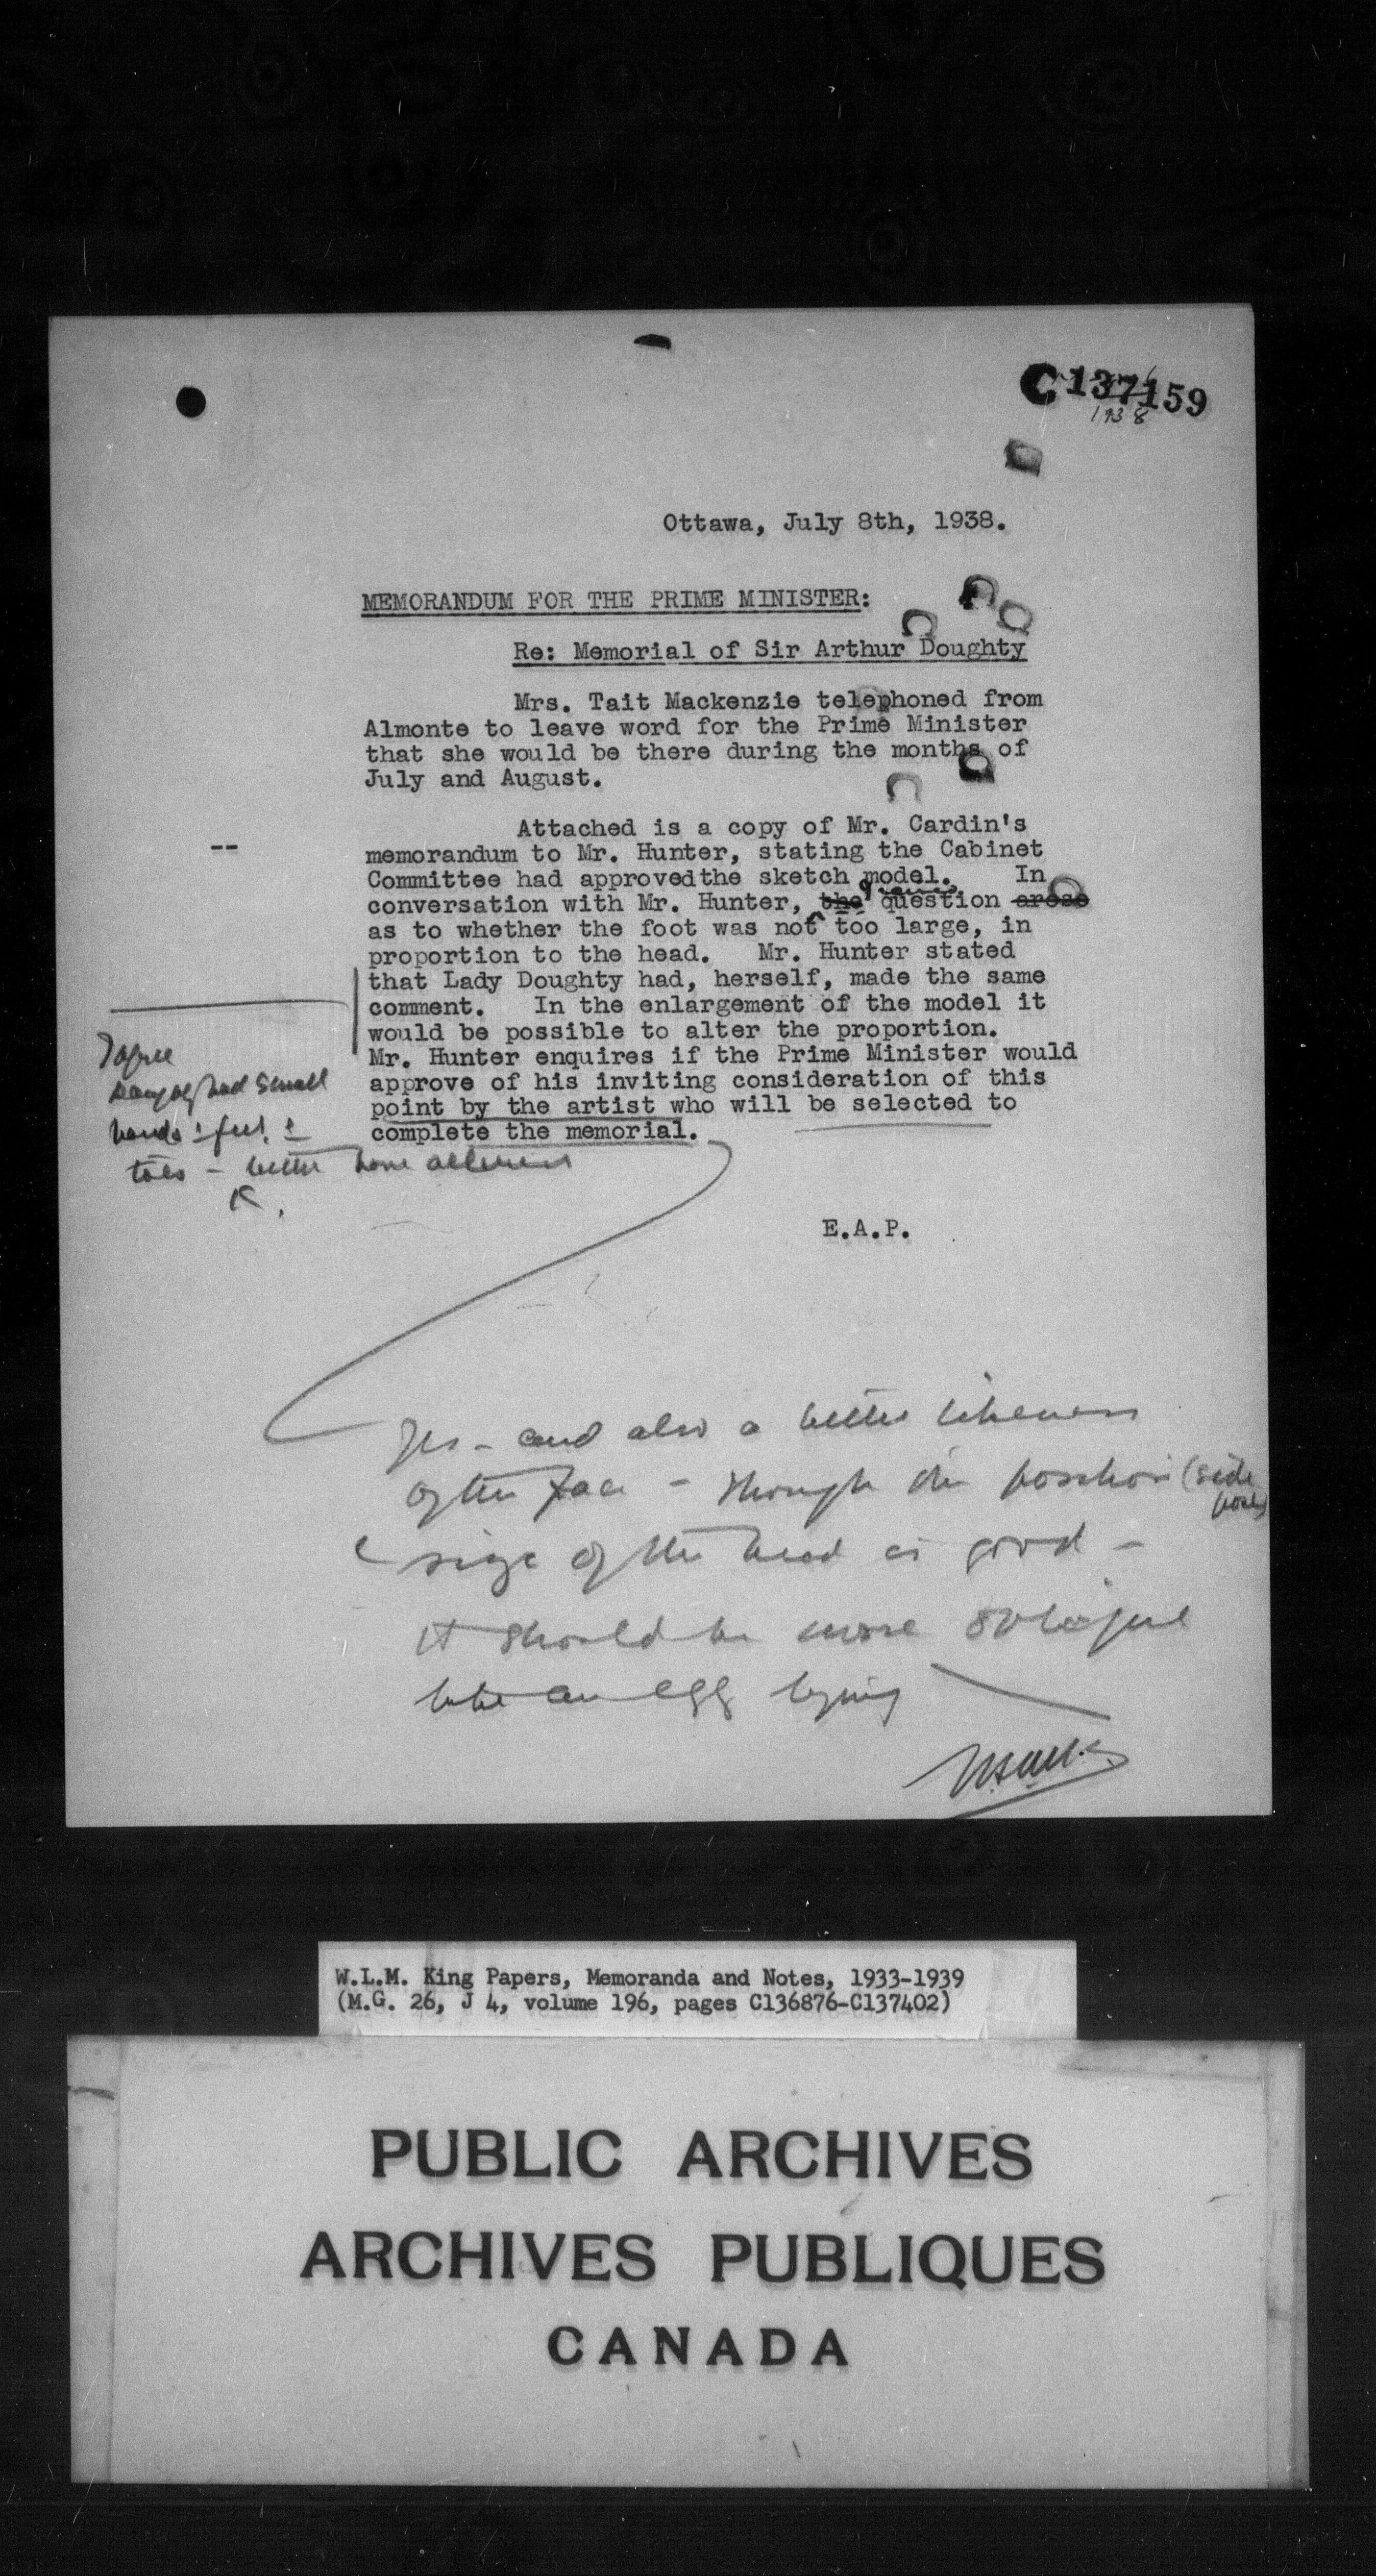 C137159
1938
Ottawa, July 8th, 1938.
MEMORANDUM FOR THE PRIME MINISTER:
Re: Memorial of Sir Arthur Doughty
Mrs. Tait Mackenzie telephoned from
Almonte to leave word for the Prime Minister
that she would be there during the months of
July and August.
Attached is a copy of Mr. Cardin's
--
memorandum to Mr. Hunter, stating the Cabinet
Committee had approvedthe sketch model. In
conversation with Mr. Hunter, the question arose
as to whether the foot was not too large, in
proportion to the head. Mr. Hunter stated
that Lady Doughty had, herself, made the same
comment. In the enlargement of the model it
would be possible to alter the proportion.
Mr. Hunter enquires if the Prime Minister would
approve of his inviting consideration of this
point by the artist who will be selected to
complete the memorial.
I agree
had small
hands
toes - better have
K.
E.A.P.
Yes - and also a better likeness
of the face - though the position (side
pose)
size of the head is good -
It should be more
like an egg lying
W.L.M.K.
W.L.M. King Papers, Memoranda and Notes, 1933-1939
(M.G. 26, J 4, volume 196, pages C136876-C137402)
PUBLIC ARCHIVES
ARCHIVES PUBLIQUES
CANADA